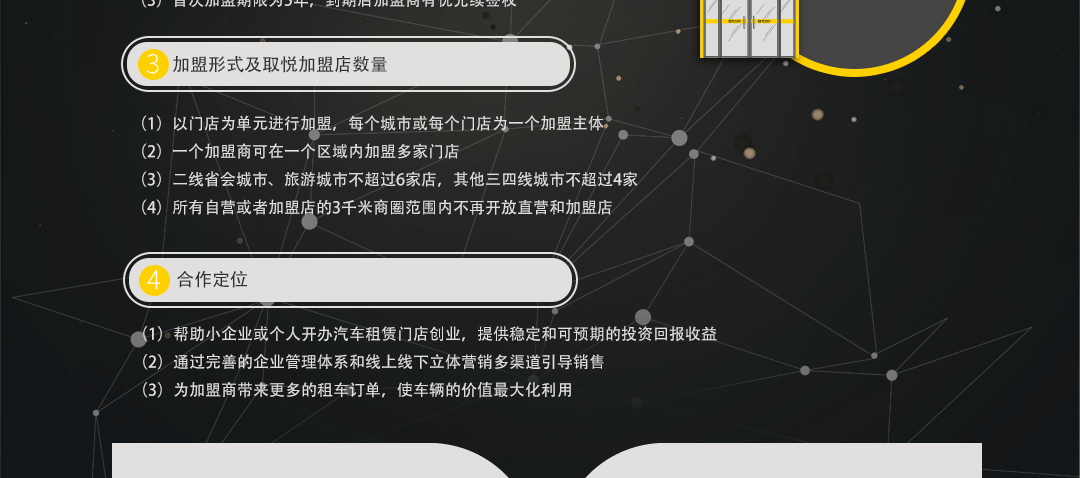 （3）首次加盟期限为3年，到期后加盟商有优先续签权
3 加盟形式及取悦加盟店数量
（1）以门店为单元进行加盟，每个城市或每个门店为一个加盟主体
（2）一个加盟商可在一个区域内加盟多家门店
（3）二线省会城市、旅游城市不超过6家店，其他三四线城市不超过4家
（4）所有自营或者加盟店的3千米商圈范围内不再开放直营和加盟店
4 合作定位
（1）帮助小企业或个人开办汽车租赁门店创业，提供稳定和可预期的投资回报收益
（2）通过完善的企业管理体系和线上线下立体营销多渠道引导销售
（3）为加盟商带来更多的租车订单，使车辆的价值最大化利用